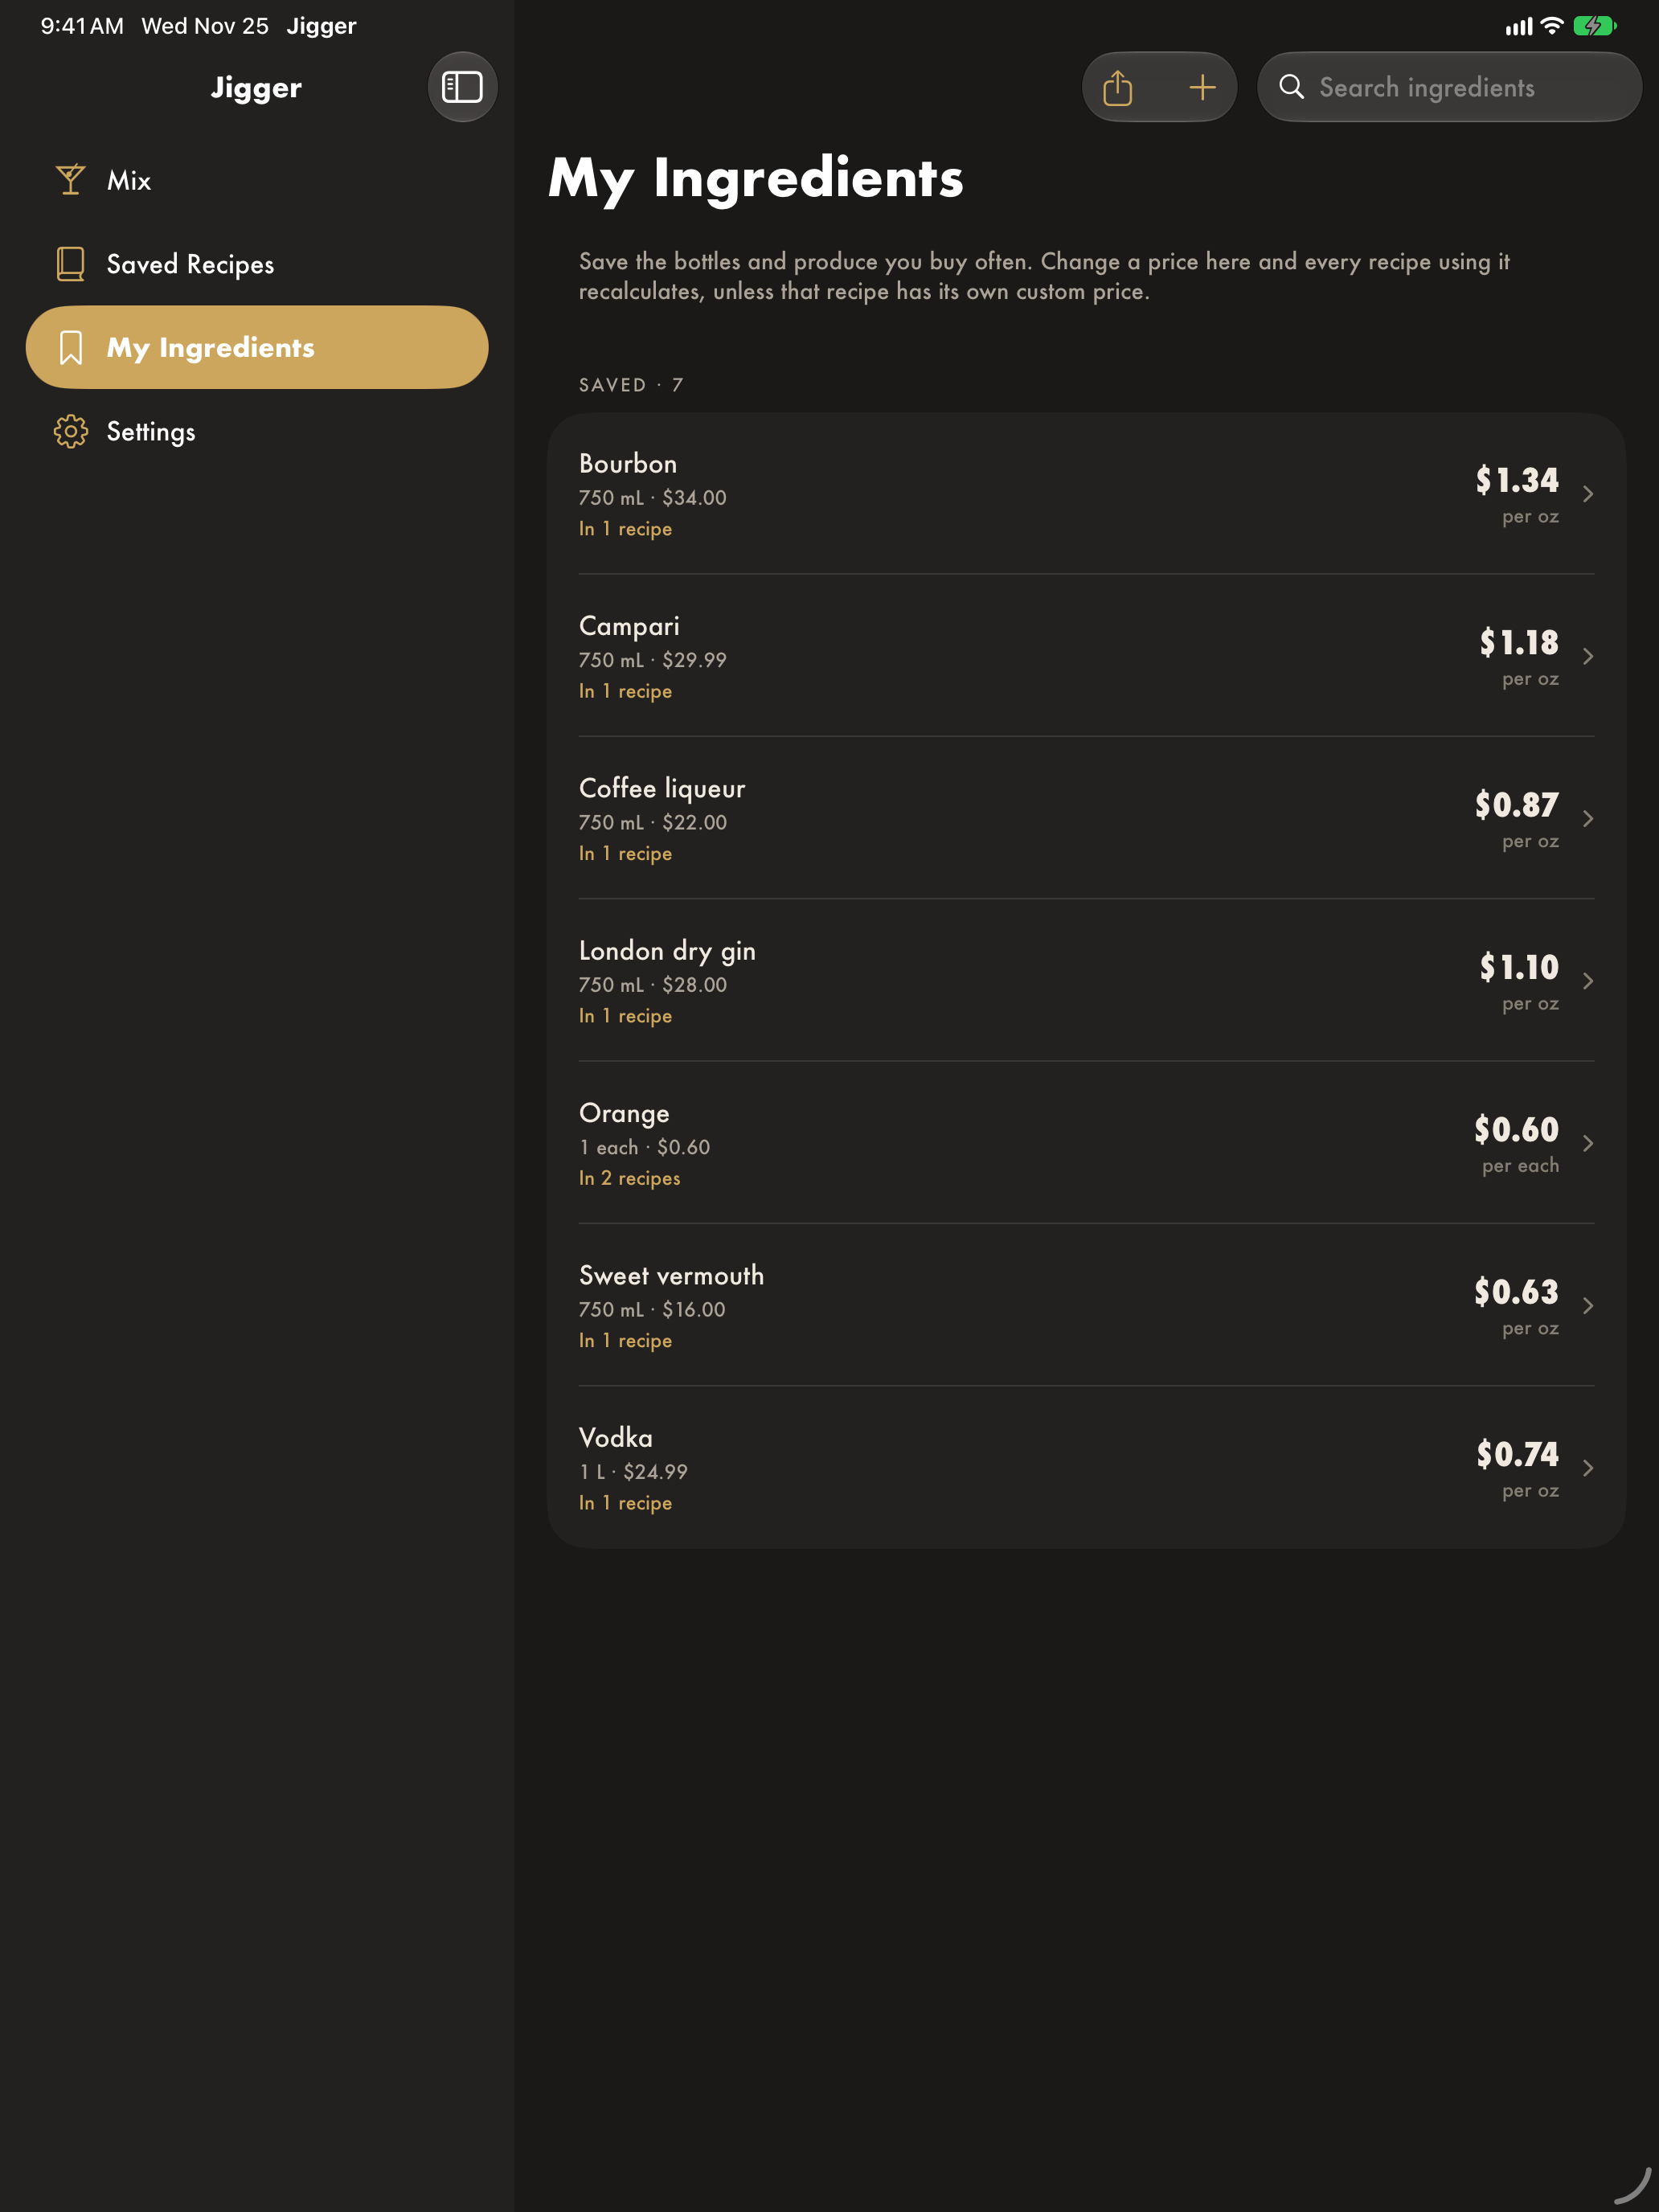 9:41 AM Wed Nov 25 Jigger
Jigger
Mix
Saved Recipes
My Ingredients
Settings
Search ingredients
My Ingredients
Save the bottles and produce you buy often. Change a price here and every recipe using it
recalculates, unless that recipe has its own custom price.
SAVED · 7
Bourbon
750 mL · $34.00
In 1 recipe
$1.34
per oz
Campari
750 mL · $29.99
In 1 recipe
$1.18
per oz
Coffee liqueur
750 mL · $22.00
In 1 recipe
$0.87
per oz
London dry gin
750 mL · $28.00
In 1 recipe
$1.10
per oz
Orange
1 each · $0.60
In 2 recipes
$0.60
per each
Sweet vermouth
750 mL · $16.00
In 1 recipe
$0.63
per oz
Vodka
1 L · $24.99
In 1 recipe
$0.74
per oz